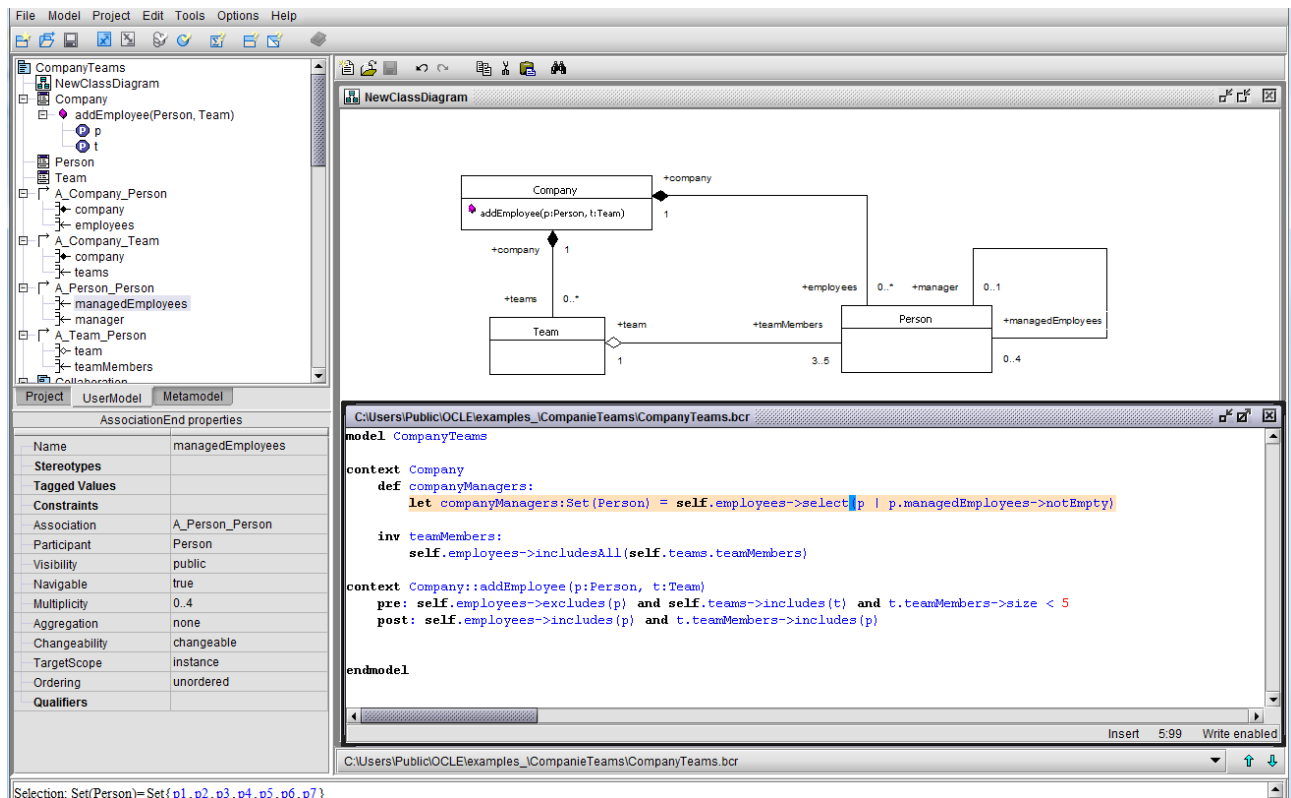 File Model Project Edit Tools Options Help
CompanyTeams
NewClassDiagram
Company
addEmployee(Person, Team)
p
t
Person
Team
A_Company_Person
company
employees
A_Company_Team
company
teams
A_Person_Person
managedEmployees
manager
A_Team_Person
team
teamMembers
Collaboration
Project UserModel Metamodel
AssociationEnd properties
Name managedEmployees
Stereotypes
Tagged Values
Constraints
Association A_Person_Person
Participant Person
Visibility public
Navigable true
Multiplicity 0..4
Aggregation none
Changeability changeable
TargetScope instance
Ordering unordered
Qualifiers
NewClassDiagram
+company
Company
addEmployee(p:Person, t:Team)
1
+company 1
+employees 0..* +manager 0..1
+teams 0..*
Person
+team +teamMembers +managedEmployees
Team
1 3..5 0..4
C:\Users\Public\OCLE\examples_\CompanieTeams\CompanyTeams.bcr
model CompanyTeams
context Company
def companyManagers:
let companyManagers:Set(Person) = self.employees->select(p | p.managedEmployees->notEmpty)
inv teamMembers:
self.employees->includesAll(self.teams.teamMembers)
context Company::addEmployee(p:Person, t:Team)
pre: self.employees->excludes(p) and self.teams->includes(t) and t.teamMembers->size < 5
post: self.employees->includes(p) and t.teamMembers->includes(p)
endmodel
Insert 5:99 Write enabled
C:\Users\Public\OCLE\examples_\CompanieTeams\CompanyTeams.bcr
Selection: Set(Person)=Set{p1,p2,p3,p4,p5,p6,p7}